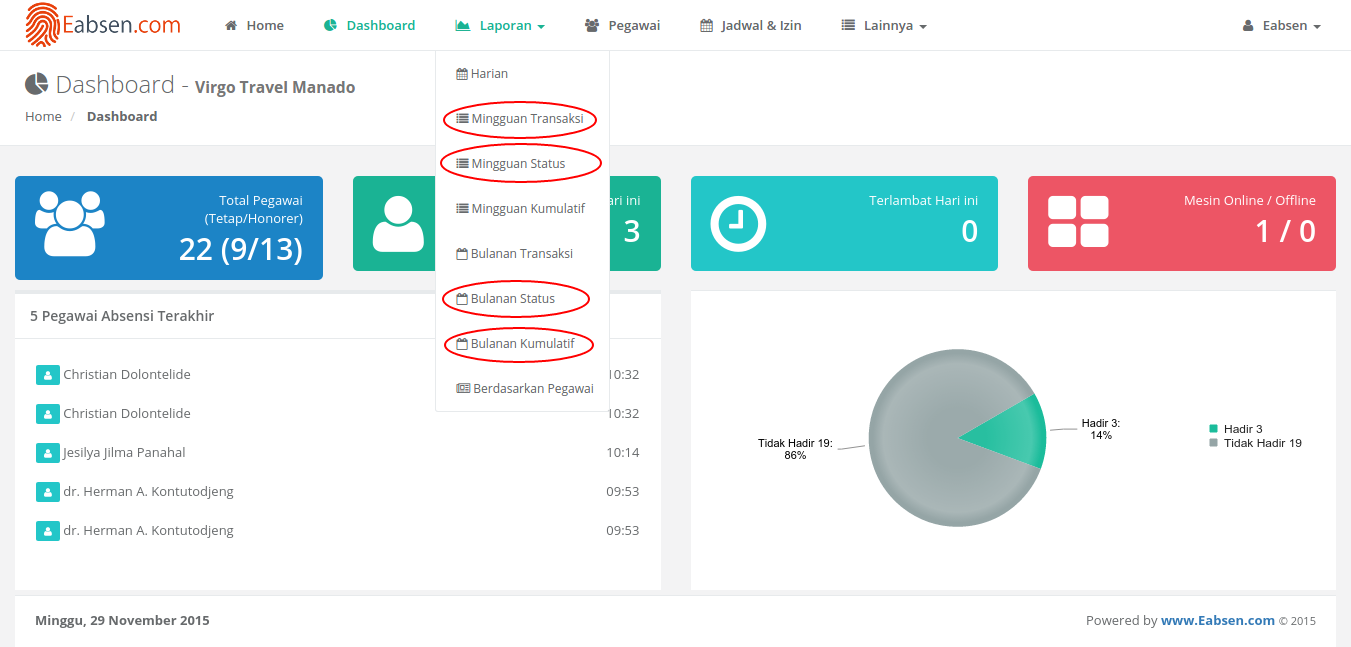 Eabsen.com Home Dashboard Laporan Pegawai Jadwal & Izin Lainnya Eabsen
Dashboard - Virgo Travel Manado
Home / Dashboard
Harian
Mingguan Transaksi
Mingguan Status
Mingguan Kumulatif
Bulanan Transaksi
Bulanan Status
Bulanan Kumulatif
Berdasarkan Pegawai
Total Pegawai
(Tetap/Honorer)
22 (9/13)
ari ini
3
Terlambat Hari ini
0
Mesin Online / Offline
1 / 0
5 Pegawai Absensi Terakhir
Christian Dolontelide 10:32
Christian Dolontelide 10:32
Jesilya Jilma Panahal 10:14
dr. Herman A. Kontutodjeng 09:53
dr. Herman A. Kontutodjeng 09:53
Tidak Hadir 19:
86%
Hadir 3:
14%
Hadir 3
Tidak Hadir 19
Minggu, 29 November 2015
Powered by www.Eabsen.com © 2015